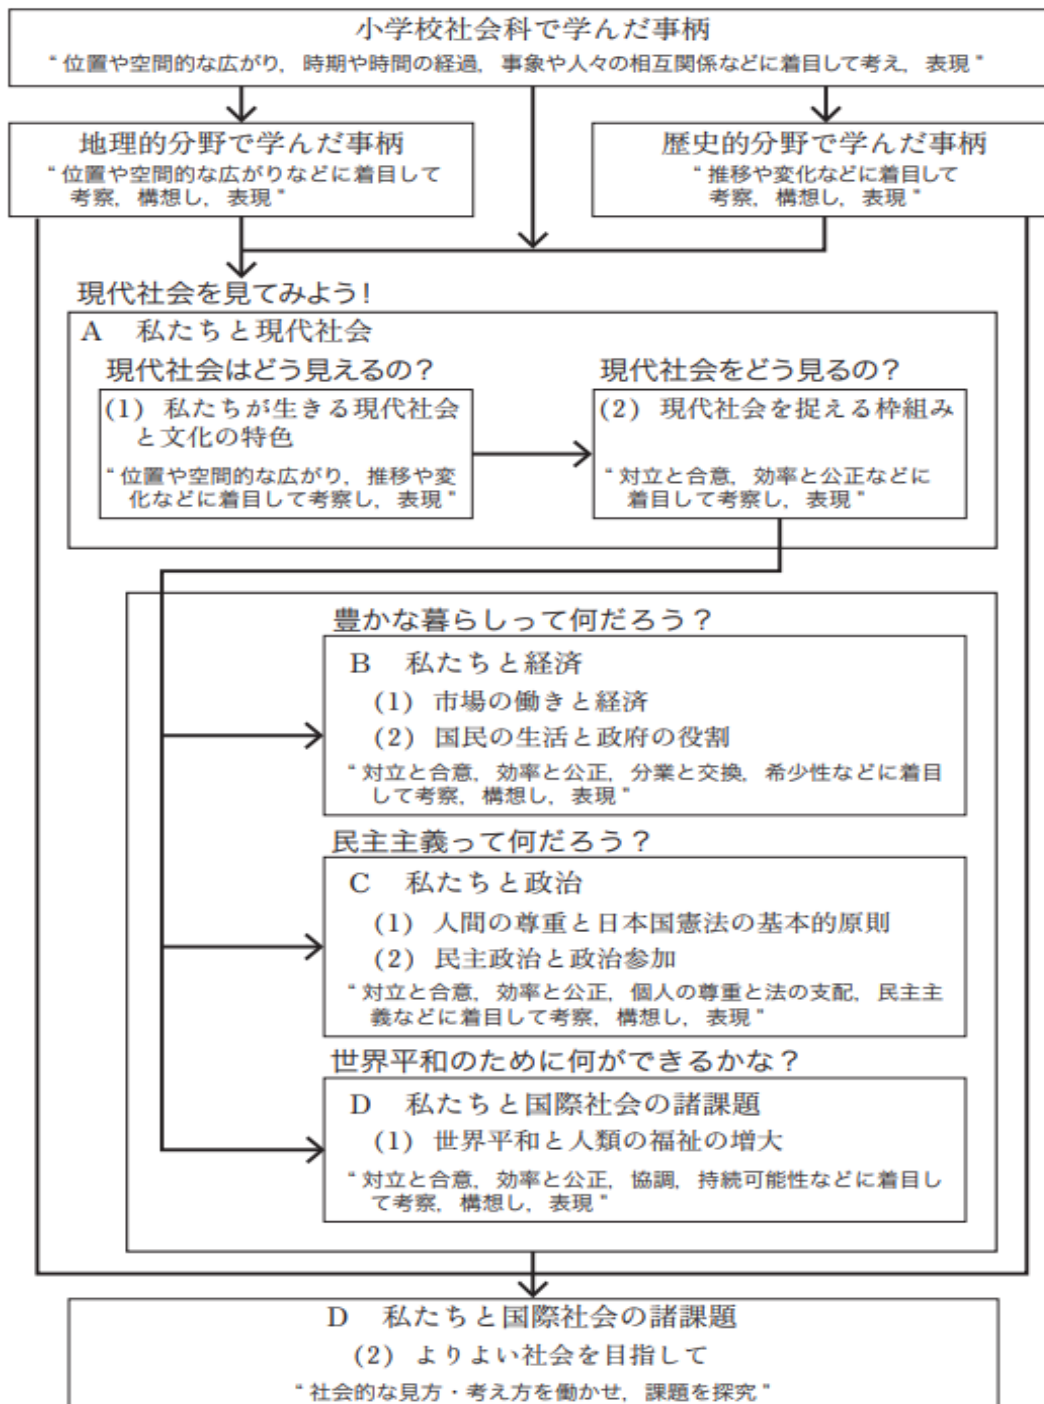 小学校社会科で学んだ事柄
“位置や空間的な広がり，時期や時間の経過，事象や人々の相互関係などに着目して考え，表現”
地理的分野で学んだ事柄
“位置や空間的な広がりなどに着目して
考察，構想し，表現”
歴史的分野で学んだ事柄
“推移や変化などに着目して
考察，構想し，表現”
現代社会を見てみよう！
A　私たちと現代社会
現代社会はどう見えるの？
(1) 私たちが生きる現代社会
と文化の特色
“位置や空間的な広がり，推移や変
化などに着目して考察し，表現”
現代社会をどう見るの？
(2) 現代社会を捉える枠組み
“対立と合意，効率と公正などに
着目して考察し，表現”
豊かな暮らしって何だろう？
B　私たちと経済
(1) 市場の働きと経済
(2) 国民の生活と政府の役割
“対立と合意，効率と公正，分業と交換，希少性などに着目
して考察，構想し，表現”
民主主義って何だろう？
C　私たちと政治
(1) 人間の尊重と日本国憲法の基本的原則
(2) 民主政治と政治参加
“対立と合意，効率と公正，個人の尊重と法の支配，民主主
義などに着目して考察，構想し，表現”
世界平和のために何ができるかな？
D　私たちと国際社会の諸課題
(1) 世界平和と人類の福祉の増大
“対立と合意，効率と公正，協調，持続可能性などに着目し
て考察，構想し，表現”
D　私たちと国際社会の諸課題
(2) よりよい社会を目指して
“社会的な見方・考え方を働かせ，課題を探究”